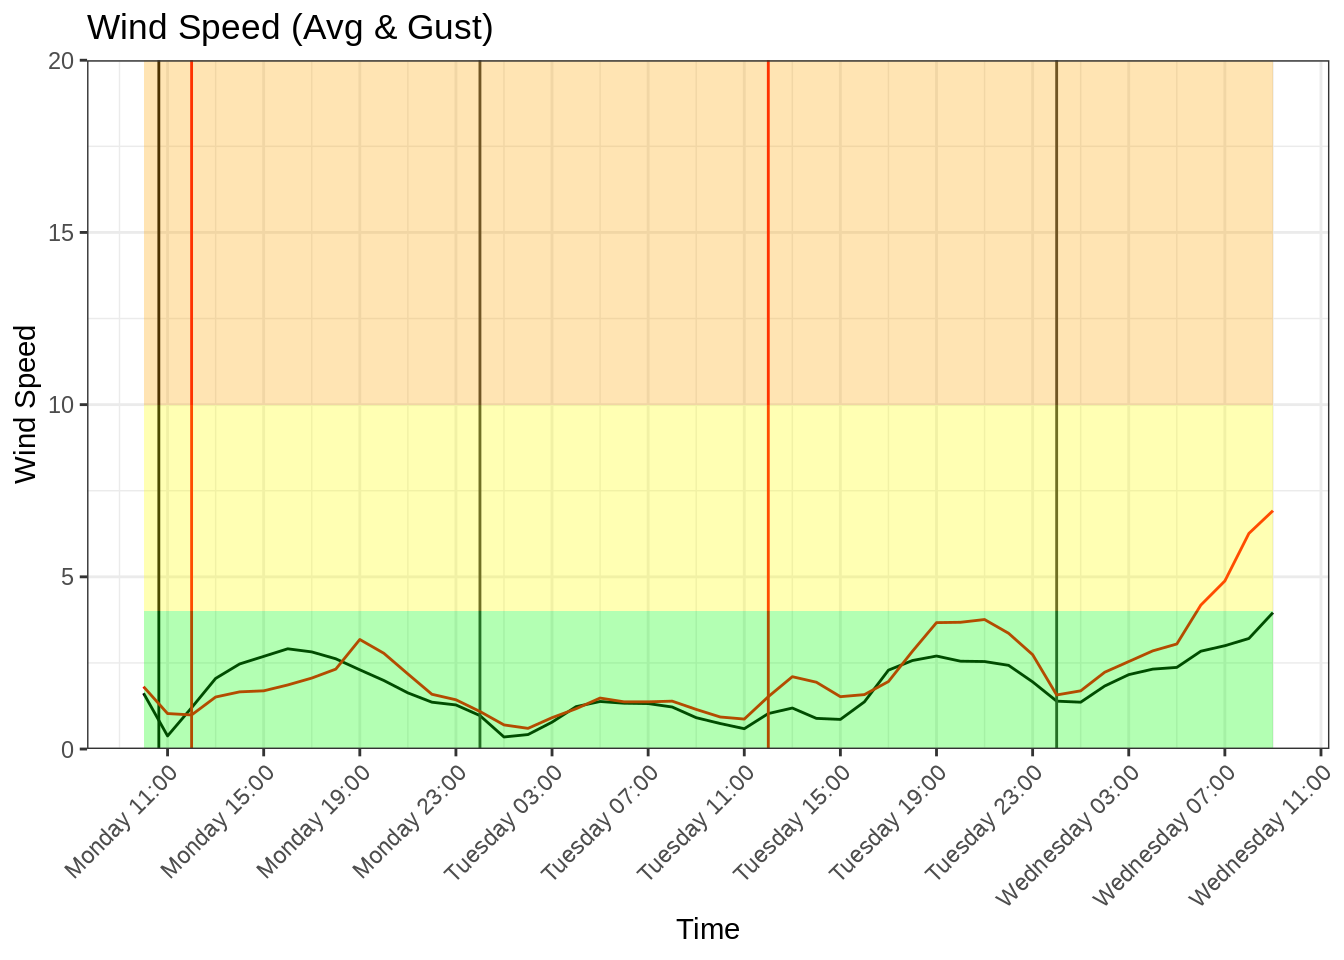 Wind Speed (Avg & Gust)
20
15
10
5
0
Wind Speed
Monday 11:00
Monday 15:00
Monday 19:00
Monday 23:00
Tuesday 03:00
Tuesday 07:00
Tuesday 11:00
Tuesday 15:00
Tuesday 19:00
Tuesday 23:00
Wednesday 03:00
Wednesday 07:00
Wednesday 11:00
Time